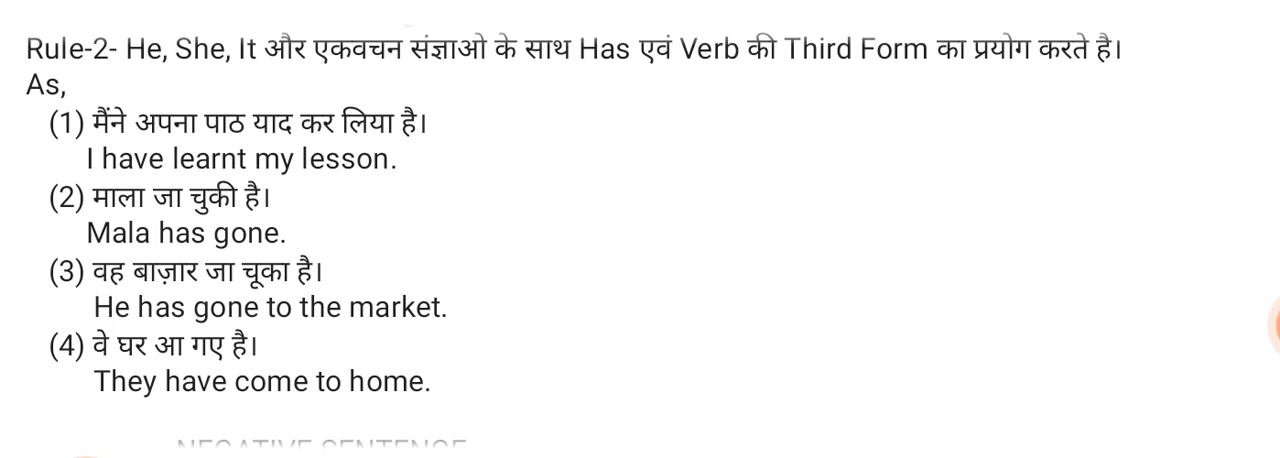 Rule-2- He, She, It और एकवचन संज्ञाओ के साथ Has एवं Verb की Third Form का प्रयोग करते है।
As,
(1) मैंने अपना पाठ याद कर लिया है।
I have learnt my lesson.
(2) माला जा चुकी है।
Mala has gone.
(3) वह बाज़ार जा चूका है।
He has gone to the market.
(4) वे घर आ गए है।
They have come to home.
NEGATIVE SENTENCE